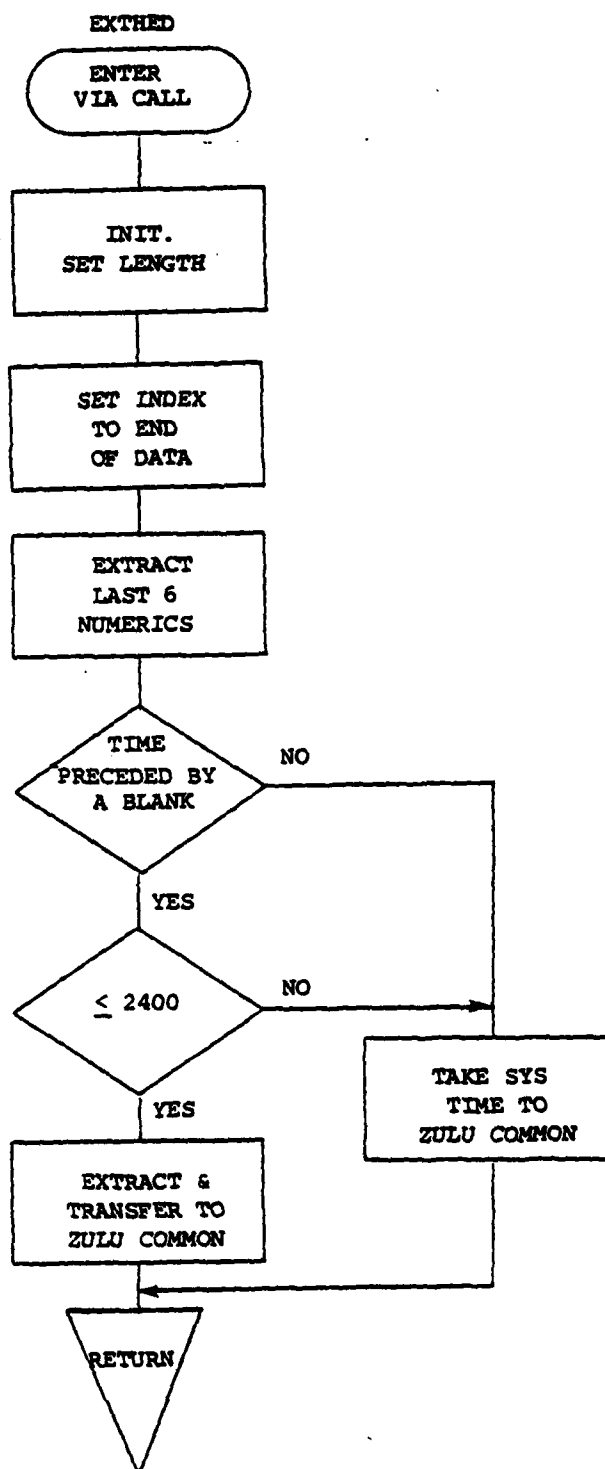 EXTHED
ENTER
VIA CALL
INIT.
SET LENGTH
SET INDEX
TO END
OF DATA
EXTRACT
LAST 6
NUMERICS
TIME
PRECEDED BY
A BLANK
NO
YES
≤ 2400
NO
YES
TAKE SYS
TIME TO
ZULU COMMON
EXTRACT &
TRANSFER TO
ZULU COMMON
RETURN